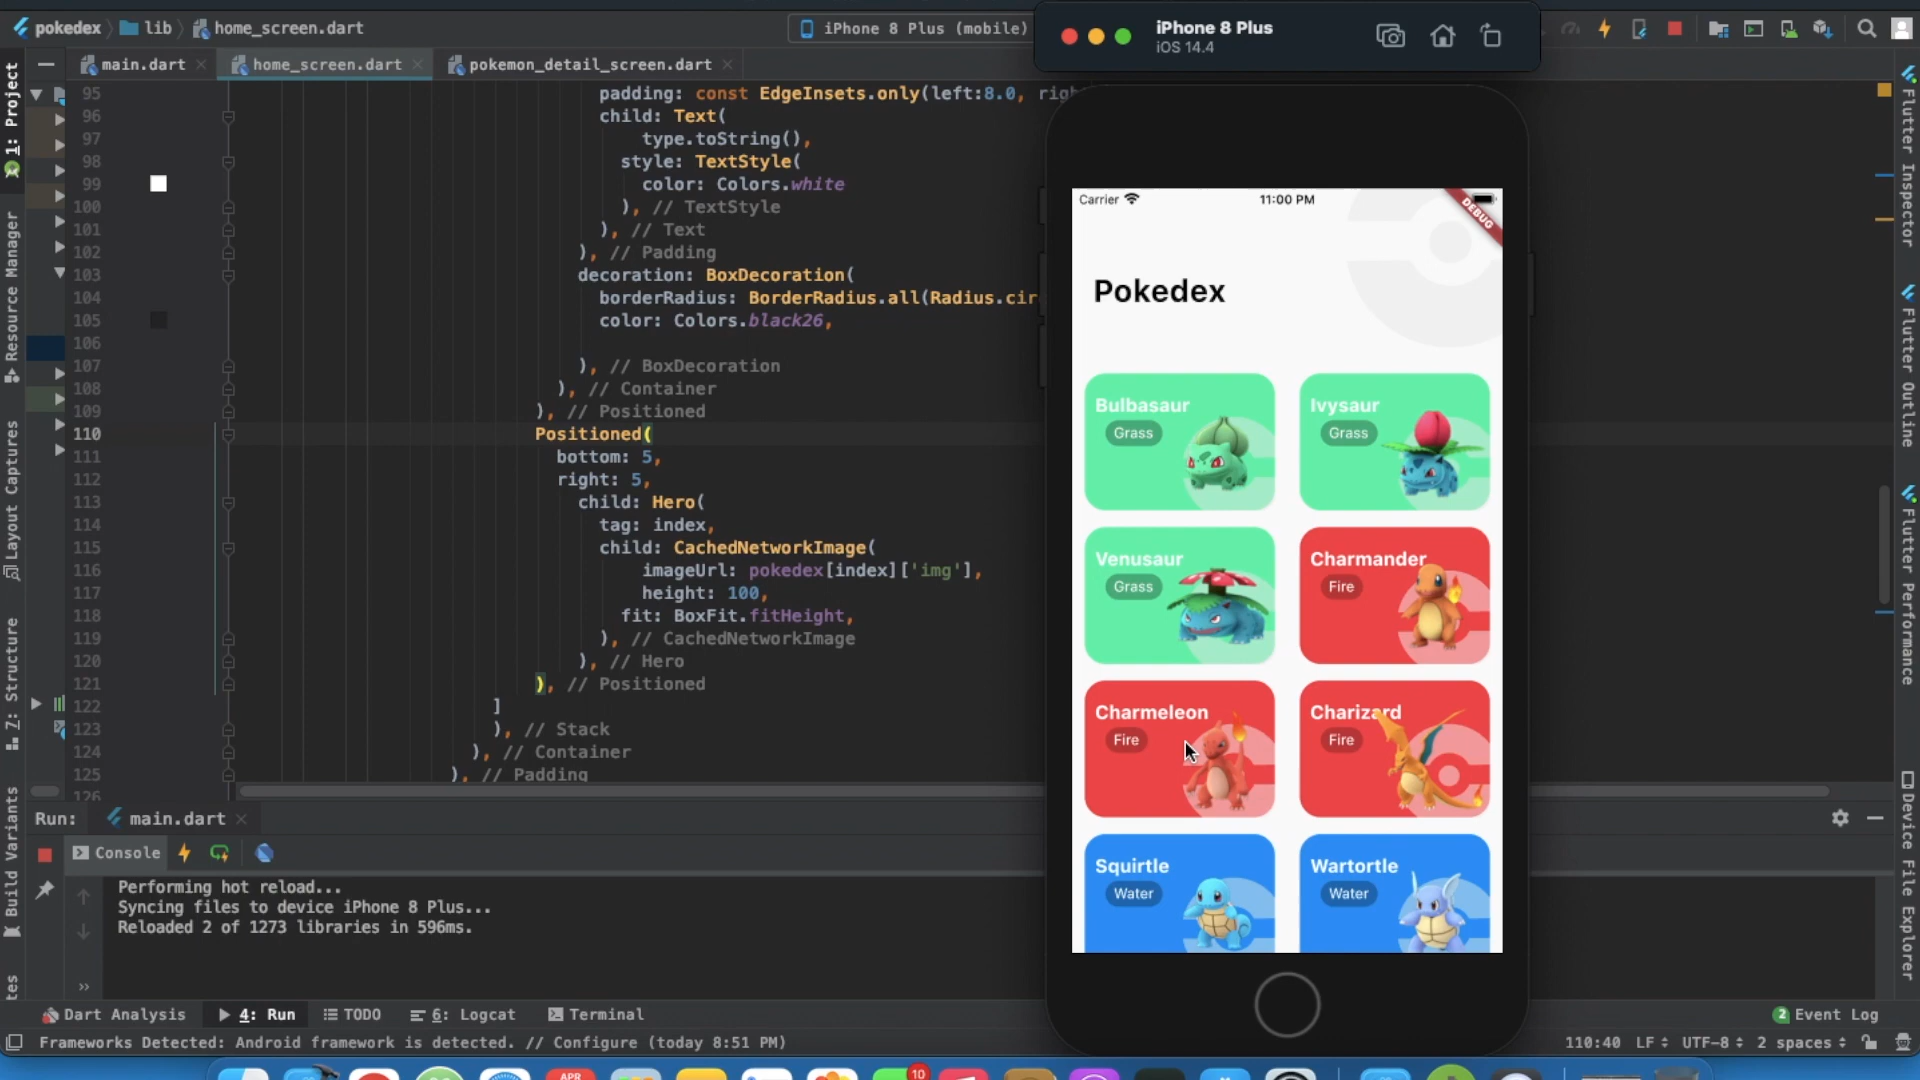 pokedex lib home_screen.dart
iPhone 8 Plus (mobile)
iPhone 8 Plus
iOS 14.4
main.dart
home_screen.dart
pokemon_detail_screen.dart
1: Project
Resource Manager
Layout Captures
Z: Structure
Build Variants
95 padding: const EdgeInsets.only(left:8.0, righ
96 child: Text(
97 type.toString(),
98 style: TextStyle(
99 color: Colors.white
100 ), // TextStyle
101 ), // Text
102 ), // Padding
103 decoration: BoxDecoration(
104 borderRadius: BorderRadius.all(Radius.cir
105 color: Colors.black26,
106
107 ), // BoxDecoration
108 ), // Container
109 ), // Positioned
110 Positioned(
111 bottom: 5,
112 right: 5,
113 child: Hero(
114 tag: index,
115 child: CachedNetworkImage(
116 imageUrl: pokedex[index]['img'],
117 height: 100,
118 fit: BoxFit.fitHeight,
119 ), // CachedNetworkImage
120 ), // Hero
121 ), // Positioned
122 ]
123 ), // Stack
124 ), // Container
125 ), // Padding
126
Carrier 11:00 PM
DEBUG
Pokedex
Bulbasaur
Grass
Ivysaur
Grass
Venusaur
Grass
Charmander
Fire
Charmeleon
Fire
Charizard
Fire
Squirtle
Water
Wartortle
Water
Flutter Inspector
Flutter Outline
Flutter Performance
Device File Explorer
Run: main.dart
Console
Performing hot reload...
Syncing files to device iPhone 8 Plus...
Reloaded 2 of 1273 libraries in 596ms.
Dart Analysis 4: Run TODO 6: Logcat Terminal
2 Event Log
Frameworks Detected: Android framework is detected. // Configure (today 8:51 PM)
110:40 LF UTF-8 2 spaces
APR
10